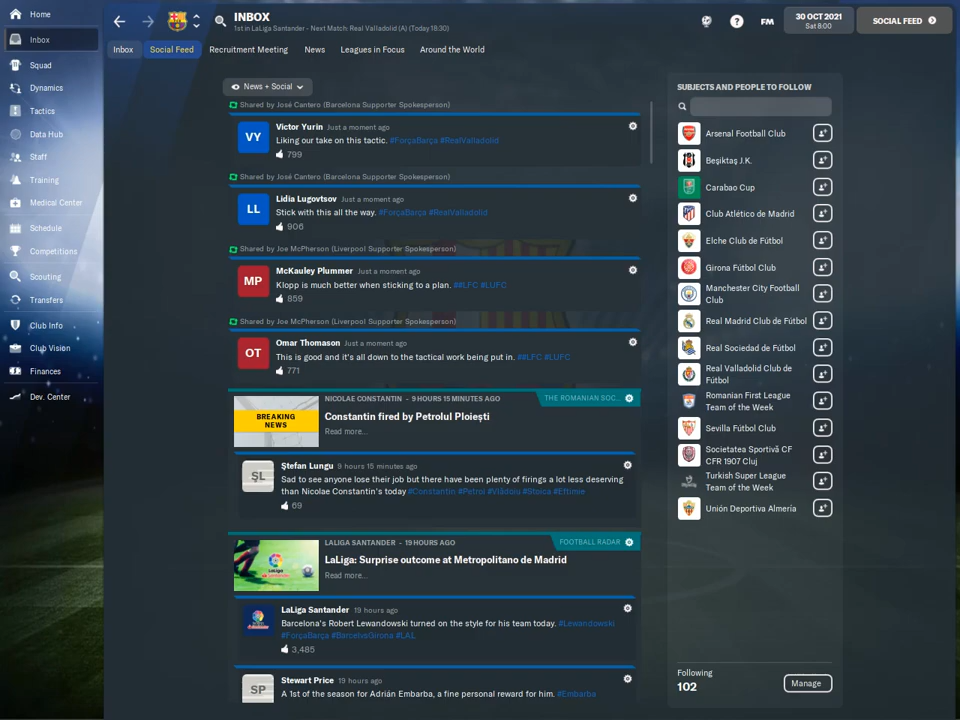 Home
Inbox
Squad
Dynamics
Tactics
Data Hub
Staff
Training
Medical Center
Schedule
Competitions
Scouting
Transfers
Club Info
Club Vision
Finances
Dev. Center
INBOX
1st in LaLiga Santander - Next Match: Real Valladolid (A) (Today 18:30)
?
FM
30 OCT 2021
Sat 8:00
SOCIAL FEED
Inbox
Social Feed
Recruitment Meeting
News
Leagues in Focus
Around the World
News + Social
Shared by José Cantero (Barcelona Supporter Spokesperson)
VY
Victor Yurin Just a moment ago
Liking our take on this tactic. #ForçaBarça #RealValladolid
799
Shared by José Cantero (Barcelona Supporter Spokesperson)
LL
Lidia Lugovtsov Just a moment ago
Stick with this all the way. #ForçaBarça #RealValladolid
906
Shared by Joe McPherson (Liverpool Supporter Spokesperson)
MP
McKauley Plummer Just a moment ago
Klopp is much better when sticking to a plan. ##LFC #LUFC
859
Shared by Joe McPherson (Liverpool Supporter Spokesperson)
OT
Omar Thomason Just a moment ago
This is good and it's all down to the tactical work being put in. ##LFC #LUFC
771
BREAKING
NEWS
NICOLAE CONSTANTIN - 9 HOURS 15 MINUTES AGO
THE ROMANIAN SOC...
Constantin fired by Petrolul Ploiești
Read more...
ŞL
Ştefan Lungu 9 hours 15 minutes ago
Sad to see anyone lose their job but there have been plenty of firings a lot less deserving
than Nicolae Constantin's today #Constantin #Petrol #Vlădoiu #Stoica #Eftimie
69
LALIGA SANTANDER - 19 HOURS AGO
FOOTBALL RADAR
LaLiga: Surprise outcome at Metropolitano de Madrid
Read more...
LaLiga Santander 19 hours ago
Barcelona's Robert Lewandowski turned on the style for his team today. #Lewandowski
#ForçaBarça #BarcelvsGirona #LAL
3,485
SP
Stewart Price 19 hours ago
A 1st of the season for Adrián Embarba, a fine personal reward for him. #Embarba
SUBJECTS AND PEOPLE TO FOLLOW
Arsenal Football Club
Beşiktaş J.K.
Carabao Cup
Club Atlético de Madrid
Elche Club de Fútbol
Girona Fútbol Club
Manchester City Football
Club
Real Madrid Club de Fútbol
Real Sociedad de Fútbol
Real Valladolid Club de
Fútbol
Romanian First League
Team of the Week
Sevilla Fútbol Club
Societatea Sportivă CF
CFR 1907 Cluj
Turkish Super League
Team of the Week
Unión Deportiva Almería
Following
102
Manage